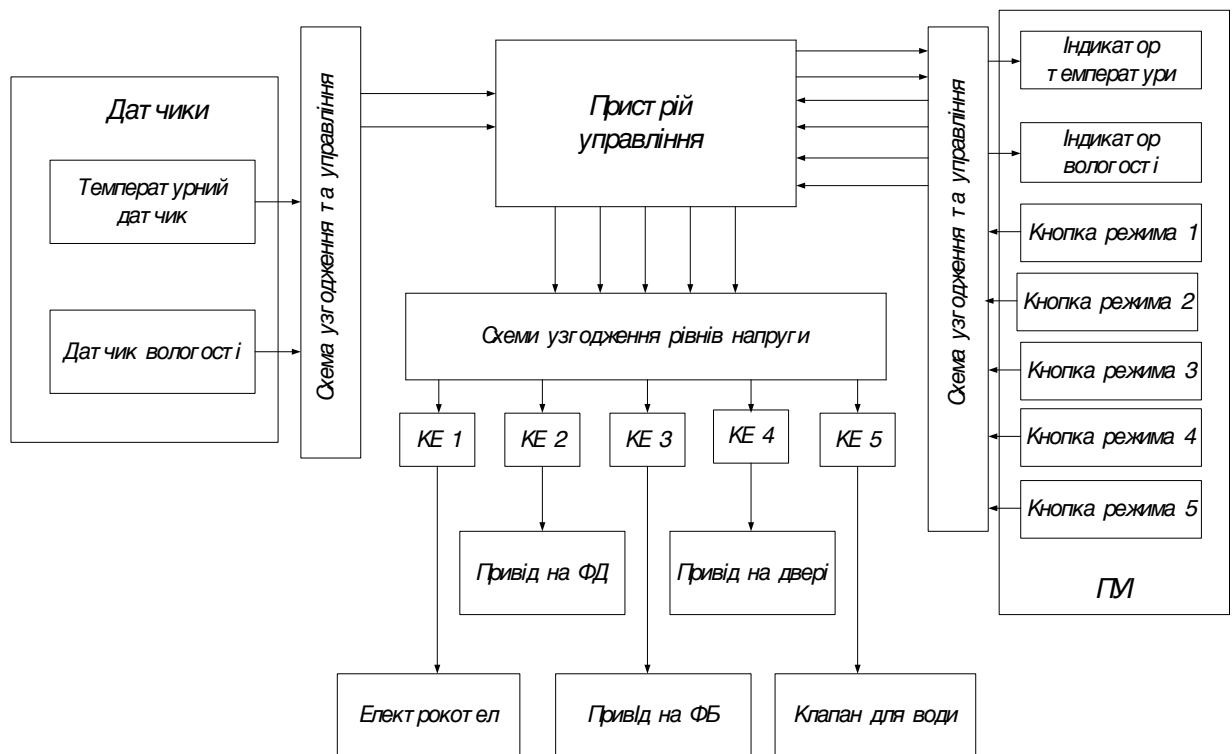 Датчики
Температурний
датчик
Датчик вологості
Схема узгодження та управління
Пристрій
управління
Схеми узгодження рівнів напруги
КЕ 1
КЕ 2
КЕ 3
КЕ 4
КЕ 5
Привід на ФД
Привід на двері
Електрокотел
ПривІд на ФБ
Клапан для води
Схема узгодження та управління
Індикатор
температури
Індикатор
вологості
Кнопка режима 1
Кнопка режима 2
Кнопка режима 3
Кнопка режима 4
Кнопка режима 5
ПУІ